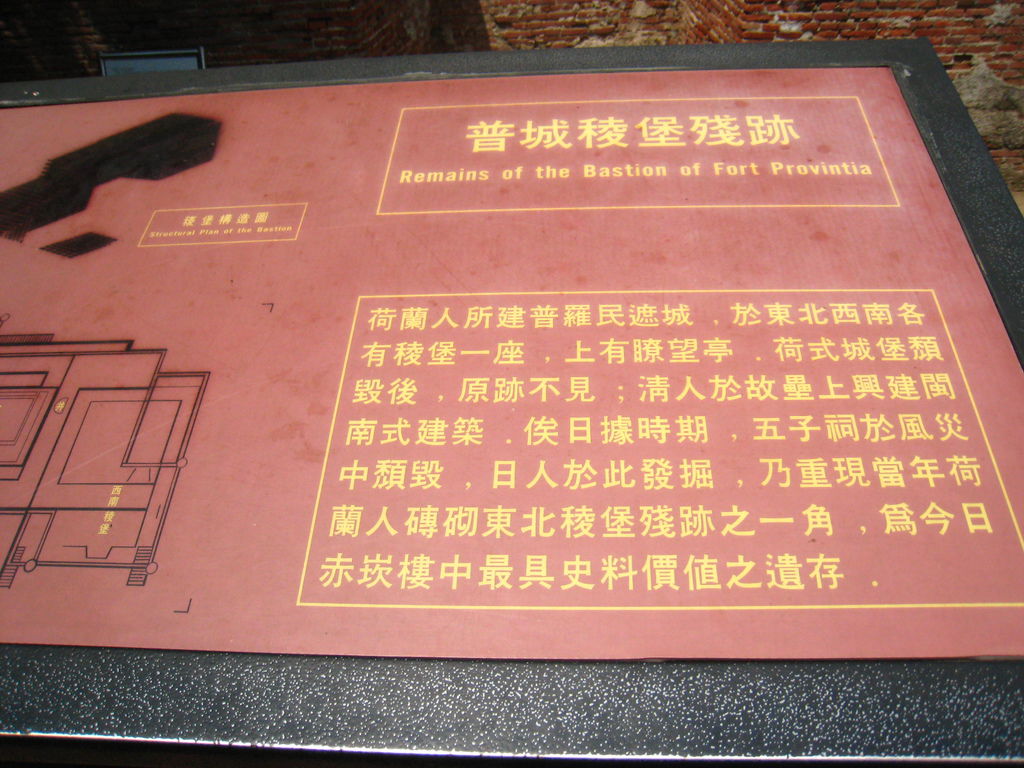 普城稜堡殘跡
Remains of the Bastion of Fort Provintia
稜堡構造圖
Structural Plan of the Bastion
荷蘭人所建普羅民遮城,於東北西南各
有稜堡一座,上有瞭望亭.荷式城堡頹
毀後,原跡不見;清人於故壘上興建閩
南式建築.俟日據時期,五子祠於風災
中頹毀,日人於此發掘,乃重現當年荷
蘭人磚砌東北稜堡殘跡之一角,為今日
赤崁樓中最具史料價值之遺存.
西南稜堡